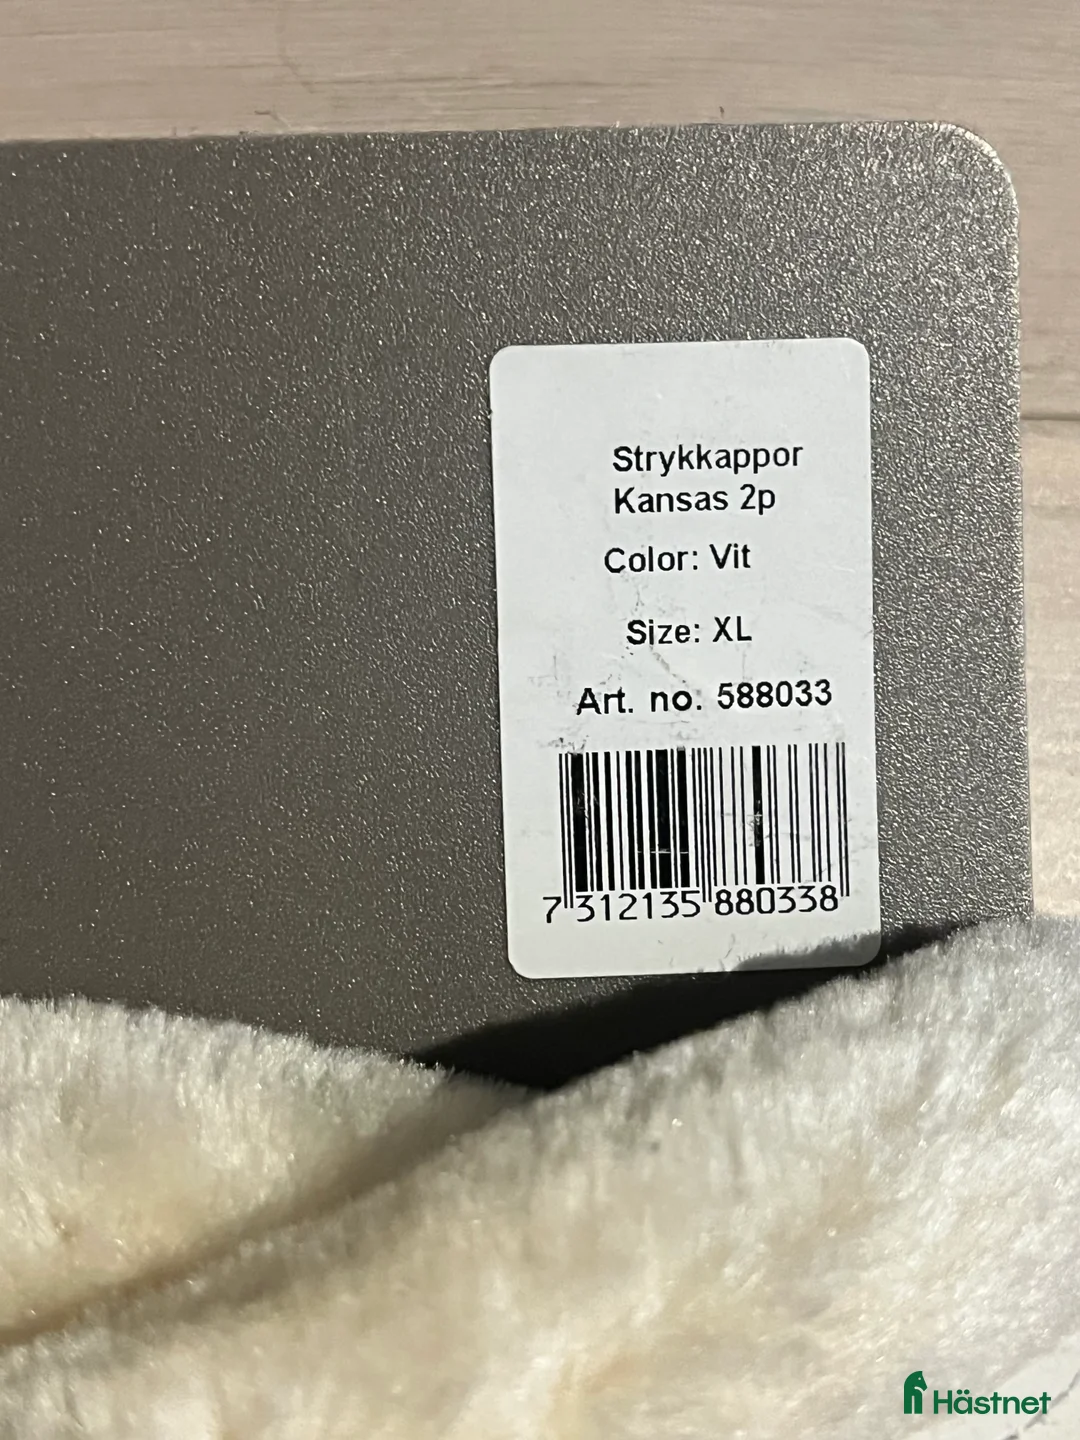 Strykkappor
Kansas 2p
Color: Vit
Size: XL
Art. no. 588033
7 312135 880338
Hästnet